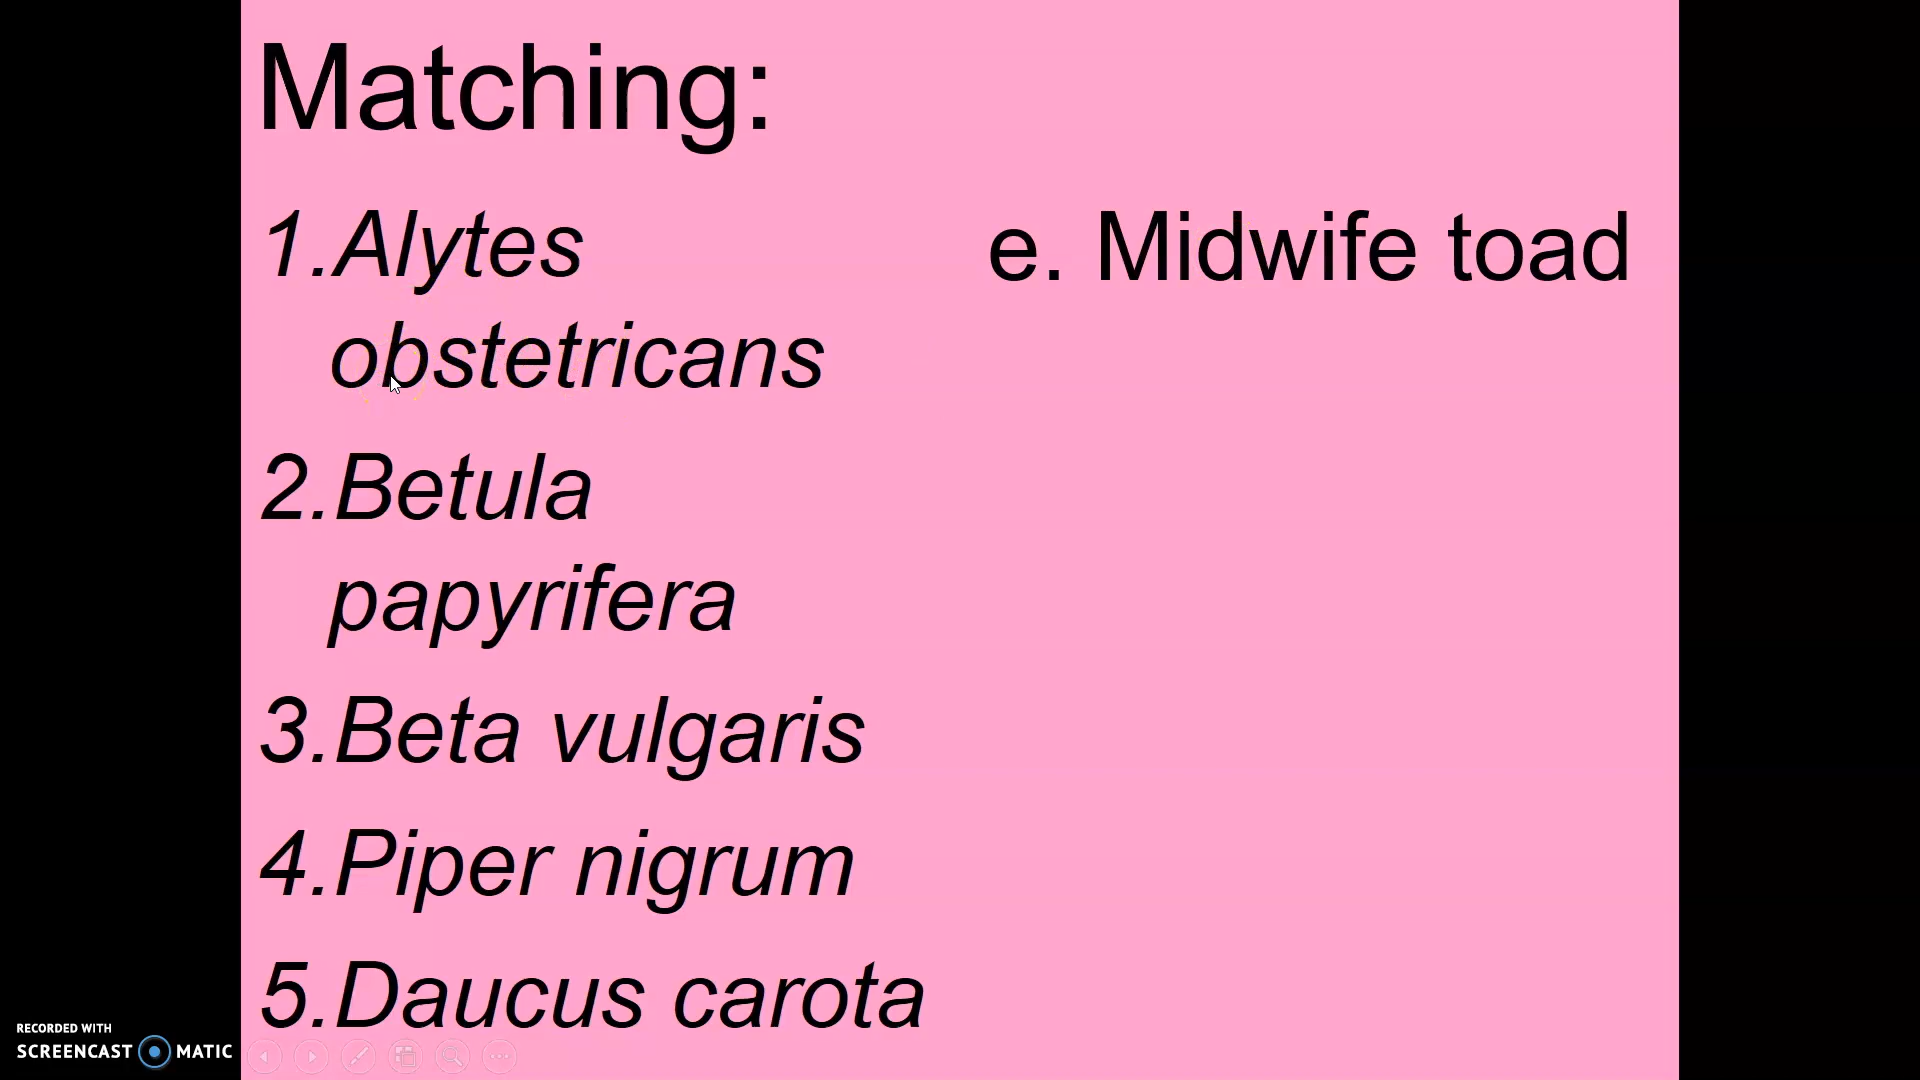 Matching:
1.Alytes
obstetricans
e. Midwife toad
2.Betula
papyrifera
3.Beta vulgaris
4.Piper nigrum
5.Daucus carota
RECORDED WITH
SCREENCAST MATIC